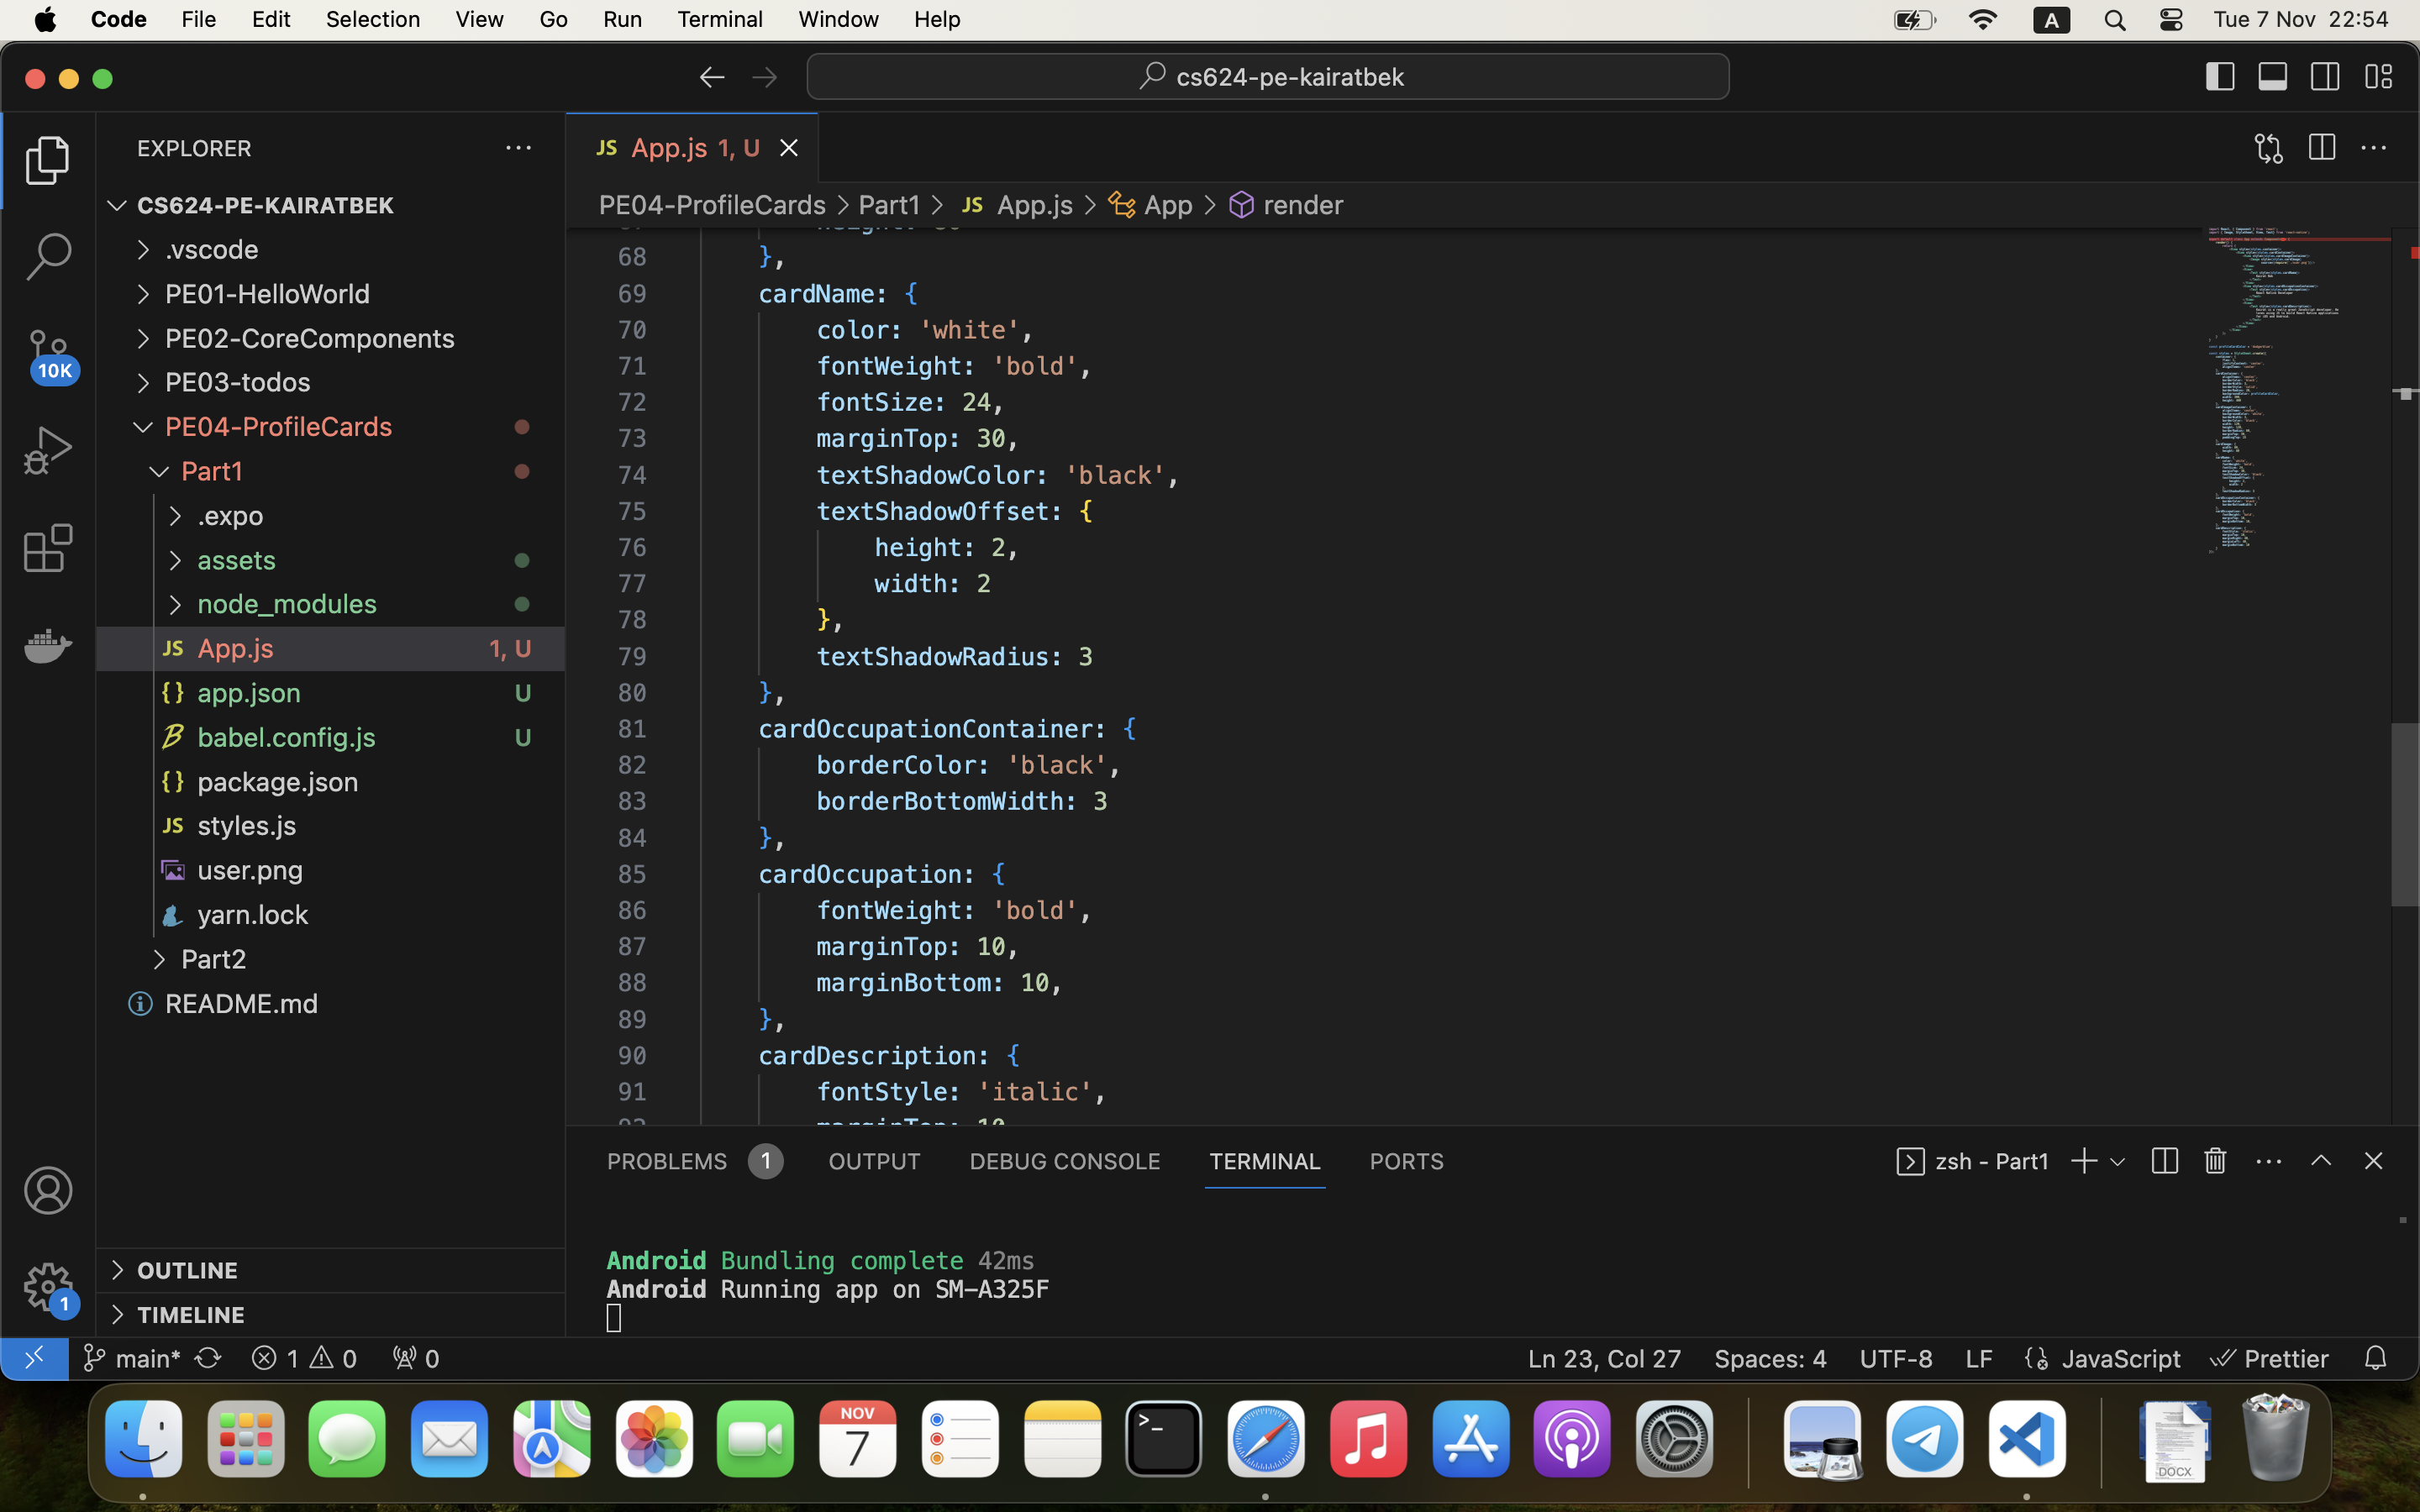 Code File Edit Selection View Go Run Terminal Window Help A Tue 7 Nov 22:54
cs624-pe-kairatbek
EXPLORER
JS App.js 1, U
PE04-ProfileCards > Part1 > JS App.js > App > render
CS624-PE-KAIRATBEK
.vscode
PE01-HelloWorld
PE02-CoreComponents
PE03-todos
PE04-ProfileCards
Part1
.expo
assets
node_modules
JS App.js 1, U
{} app.json U
babel.config.js U
{} package.json
JS styles.js
user.png
yarn.lock
Part2
README.md
10K
OUTLINE
TIMELINE
1
68 },
69 cardName: {
70 color: 'white',
71 fontWeight: 'bold',
72 fontSize: 24,
73 marginTop: 30,
74 textShadowColor: 'black',
75 textShadowOffset: {
76 height: 2,
77 width: 2
78 },
79 textShadowRadius: 3
80 },
81 cardOccupationContainer: {
82 borderColor: 'black',
83 borderBottomWidth: 3
84 },
85 cardOccupation: {
86 fontWeight: 'bold',
87 marginTop: 10,
88 marginBottom: 10,
89 },
90 cardDescription: {
91 fontStyle: 'italic',
PROBLEMS 1 OUTPUT DEBUG CONSOLE TERMINAL PORTS zsh - Part1
Android Bundling complete 42ms
Android Running app on SM-A325F
main* 1 0 0 Ln 23, Col 27 Spaces: 4 UTF-8 LF JavaScript Prettier
NOV
7
DOCX